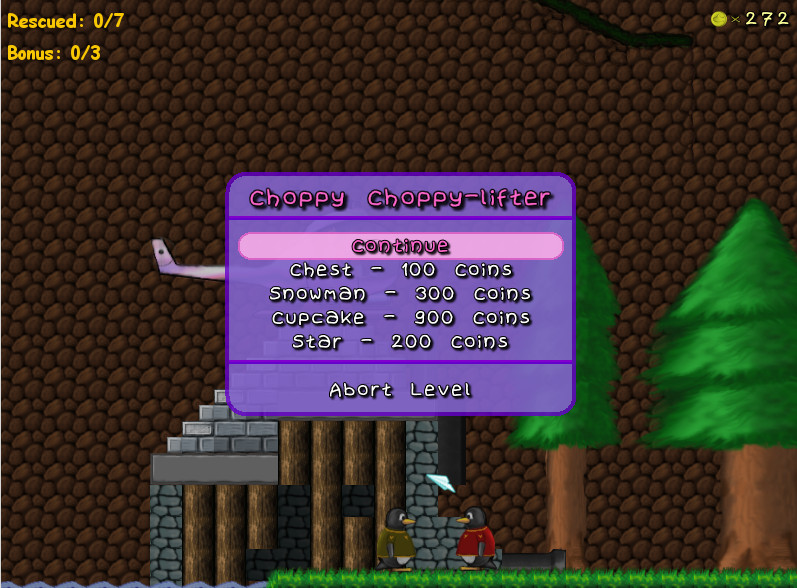 Rescued: 0/7
× 272
Bonus: 0/3
Choppy Choppy-lifter
Continue
Chest - 100 Coins
Snowman - 300 Coins
Cupcake - 900 Coins
Star - 200 Coins
Abort Level